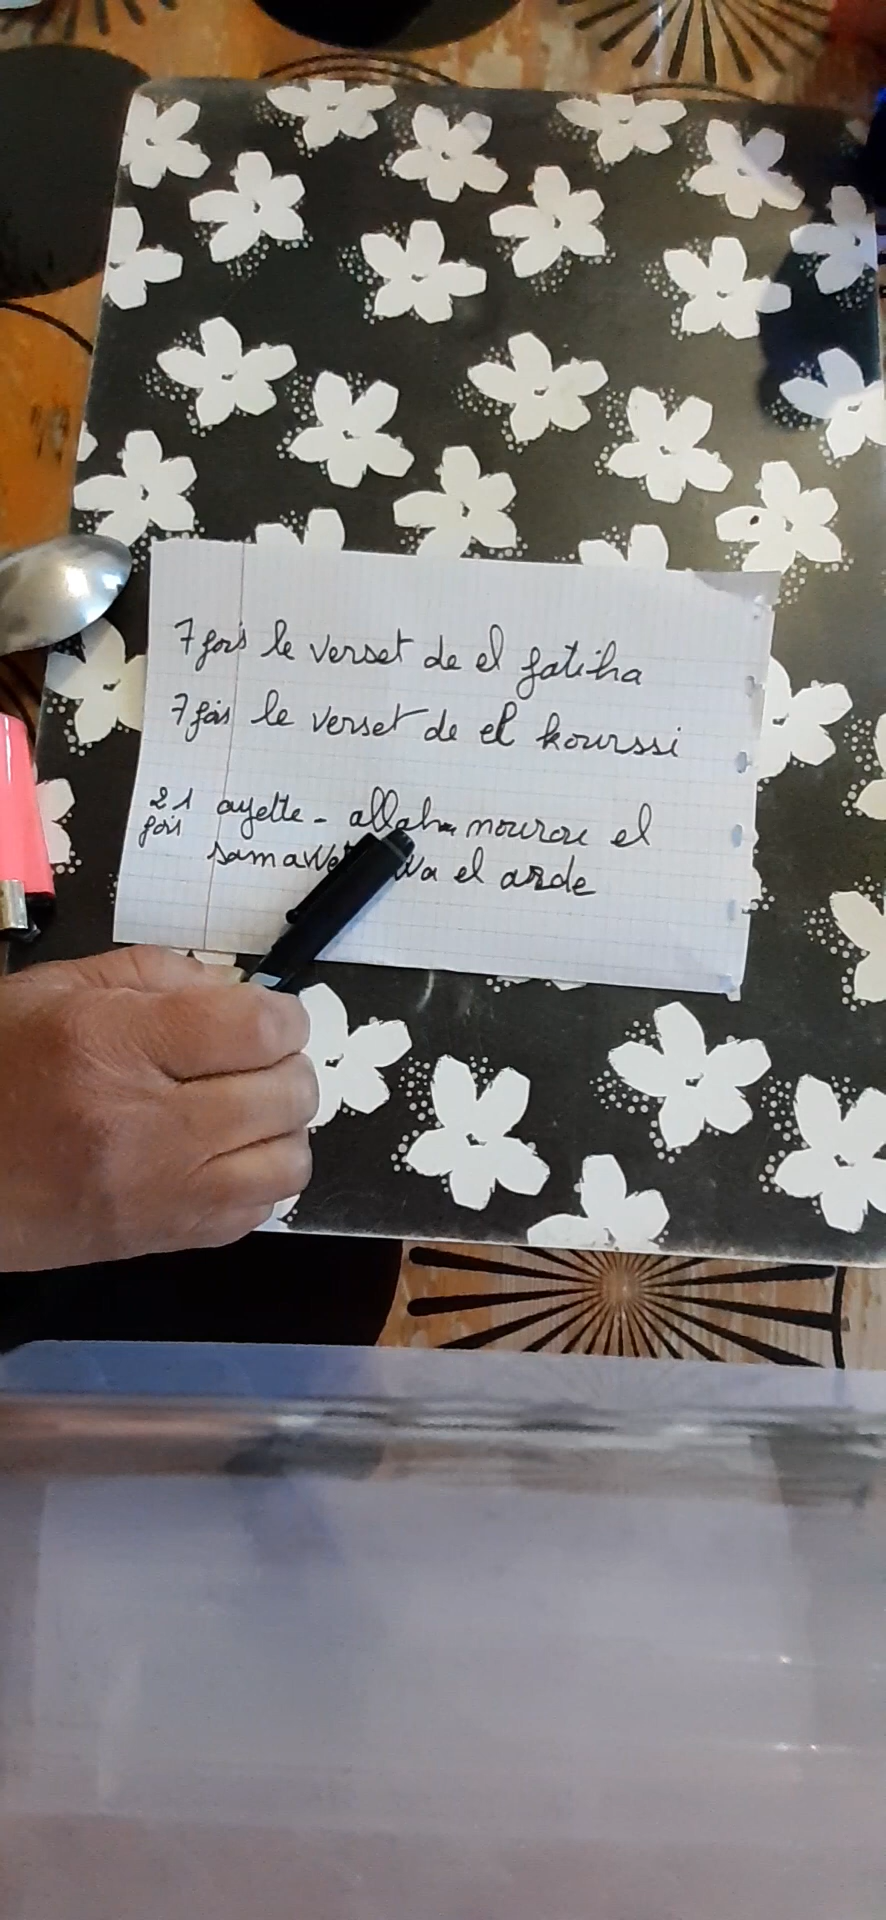 7 fois le verset de el fatiha
7 fois le verset de el kourssi
21 fois ayette - allah nourou el
wa el arde